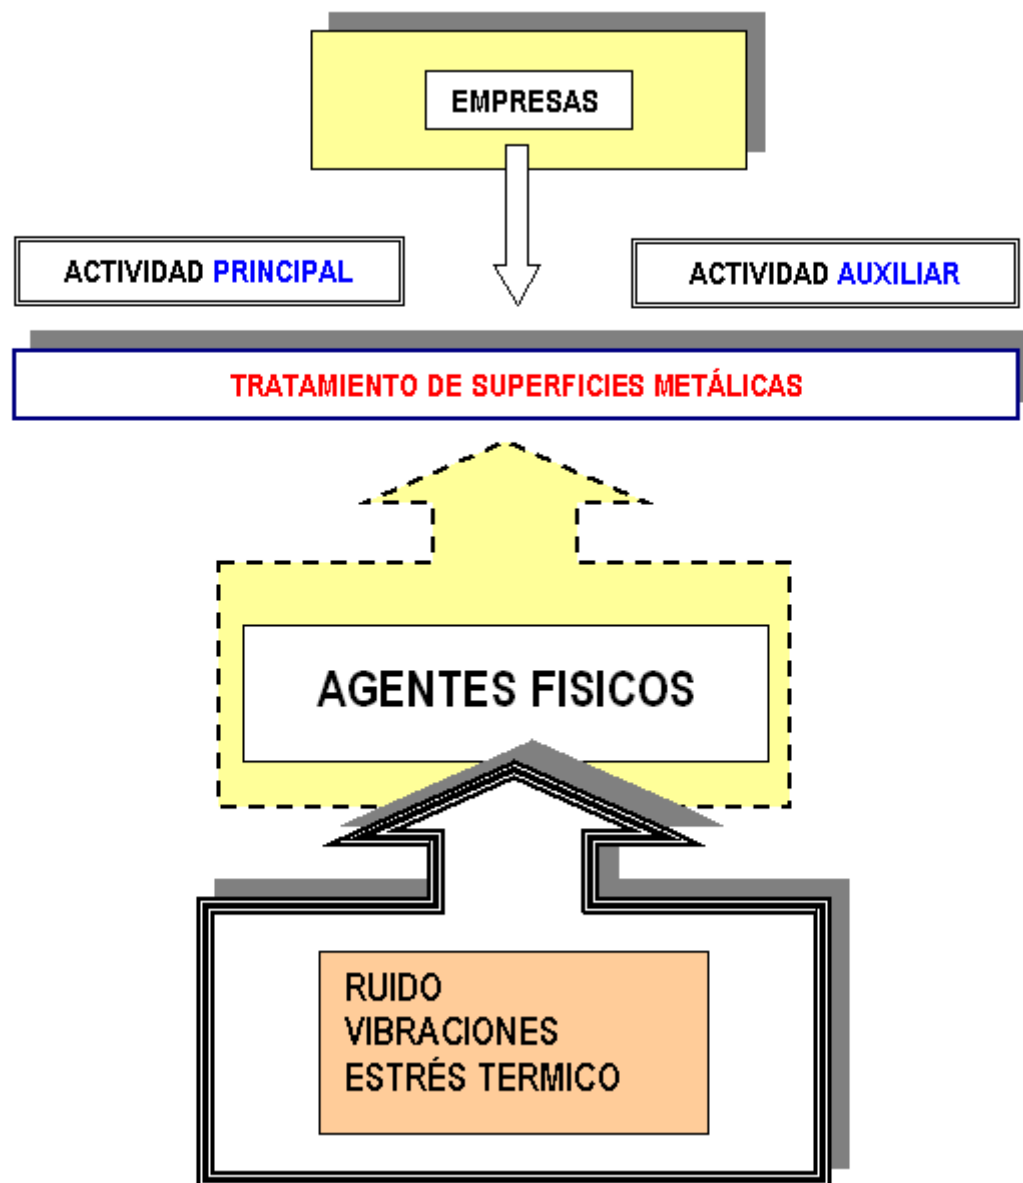 EMPRESAS
ACTIVIDAD PRINCIPAL
ACTIVIDAD AUXILIAR
TRATAMIENTO DE SUPERFICIES METÁLICAS
AGENTES FISICOS
RUIDO
VIBRACIONES
ESTRÉS TERMICO